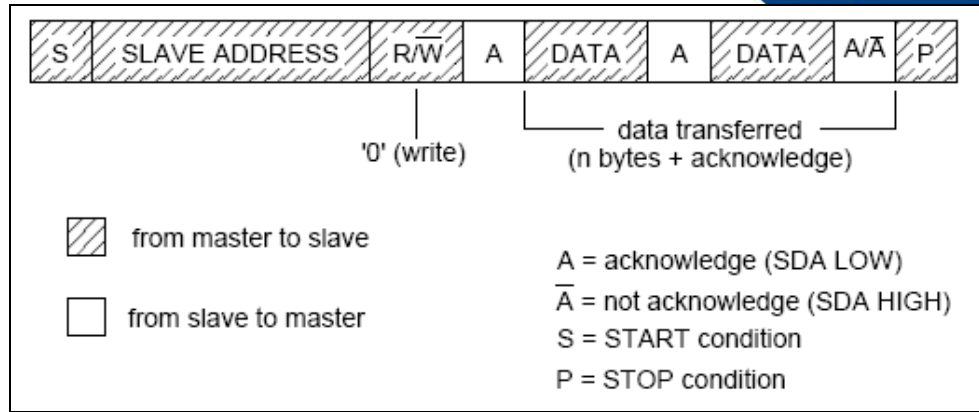 S SLAVE ADDRESS R/W̅ A DATA A DATA A/A̅ P
'0' (write)
data transferred
(n bytes + acknowledge)
from master to slave
from slave to master
A = acknowledge (SDA LOW)
A̅ = not acknowledge (SDA HIGH)
S = START condition
P = STOP condition